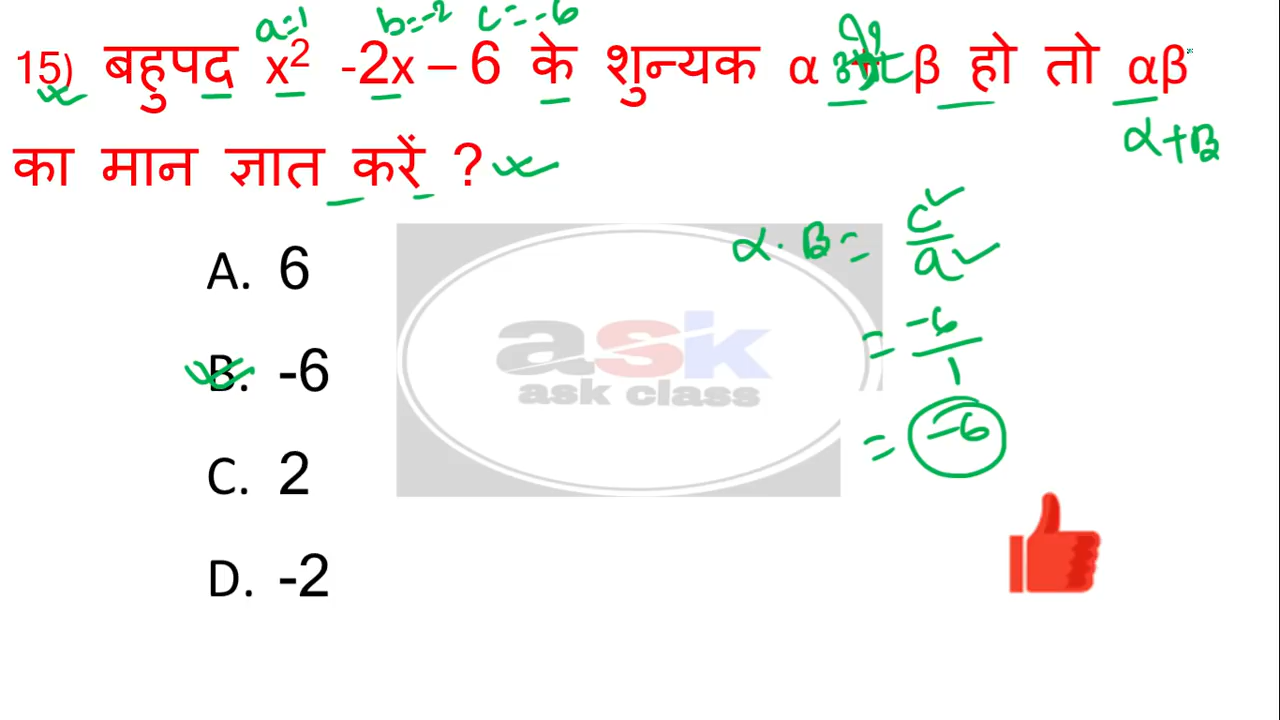 a=1 b=-2 c=-6
15) बहुपद x² -2x – 6 के शुन्यक α β हो तो αβ
α+β
का मान ज्ञात करें ?
α·β = c/a
A. 6
= -6/1
B. -6
= -6
ask
ask class
C. 2
D. -2